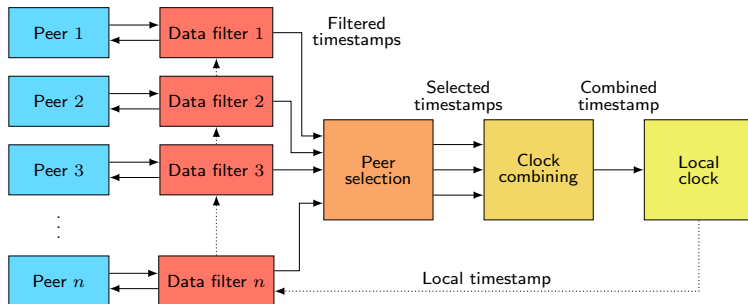 Peer 1
Data filter 1
Filtered
timestamps
Peer 2
Data filter 2
Selected
timestamps
Combined
timestamp
Peer 3
Data filter 3
Peer
selection
Clock
combining
Local
clock
Peer n
Data filter n
Local timestamp